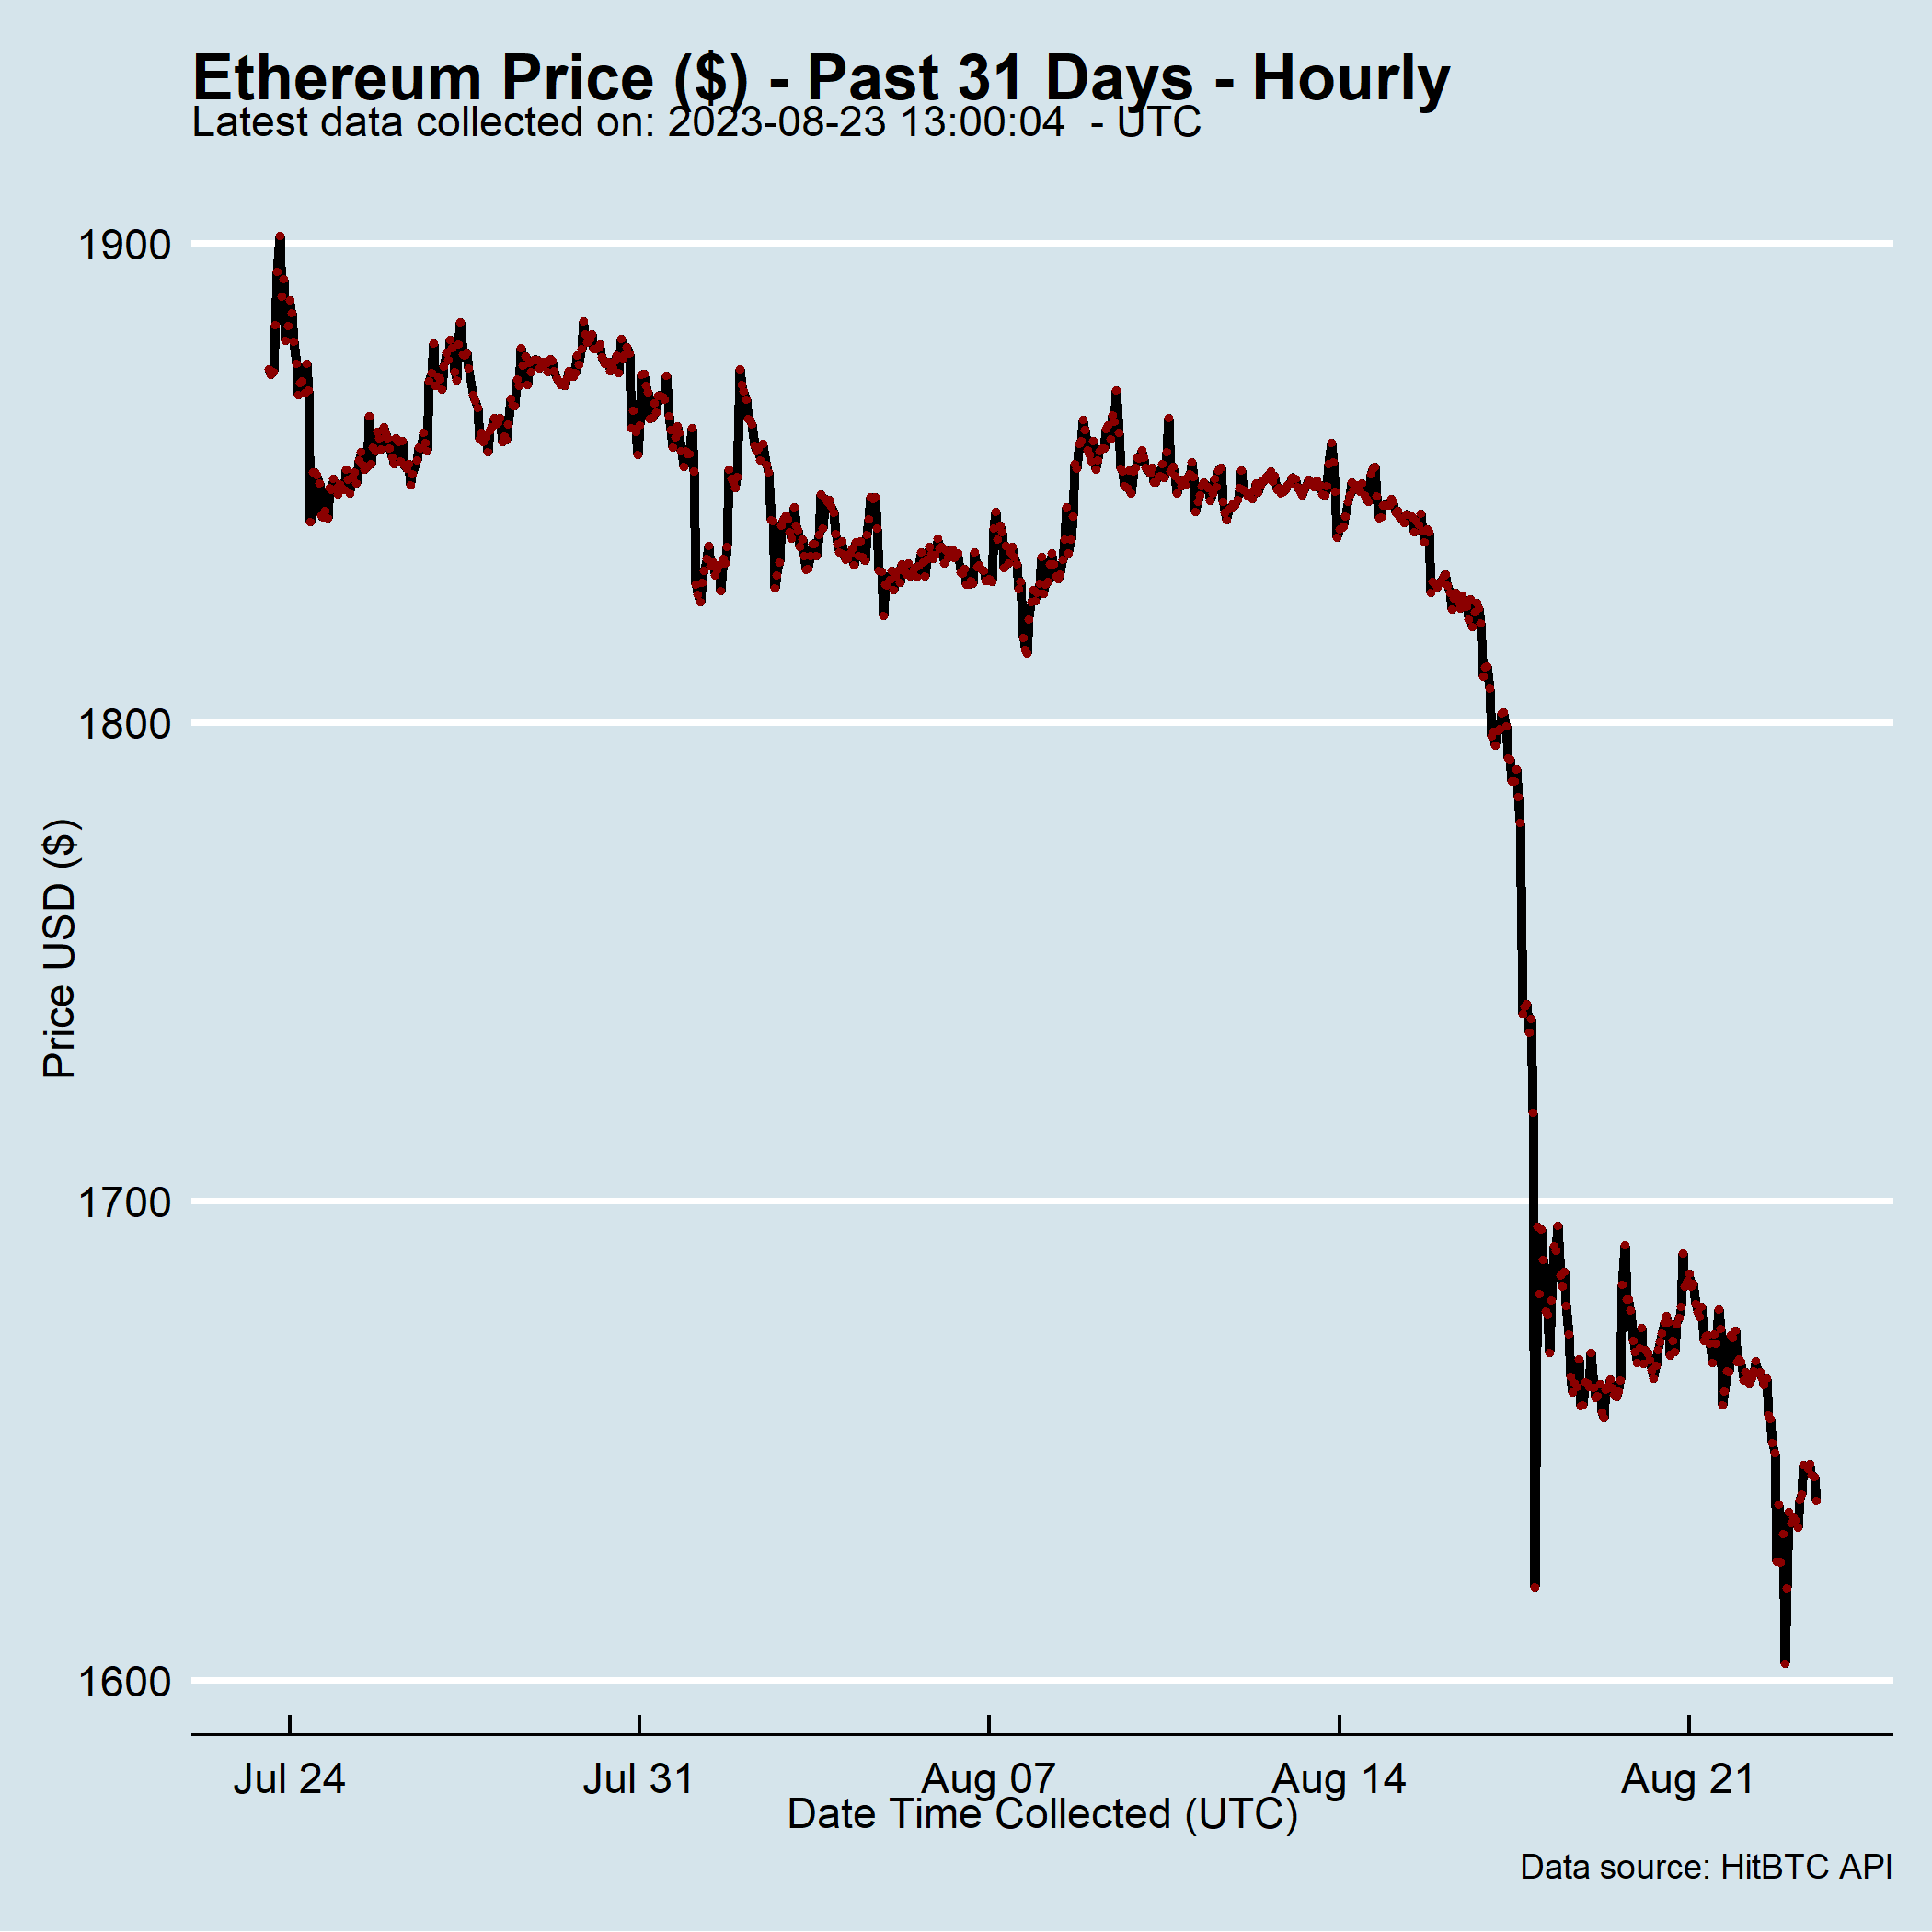 Ethereum Price ($) - Past 31 Days - Hourly
Latest data collected on: 2023-08-23 13:00:04  - UTC
1900
1800
1700
1600
Price USD ($)
Jul 24
Jul 31
Aug 07
Aug 14
Aug 21
Date Time Collected (UTC)
Data source: HitBTC API